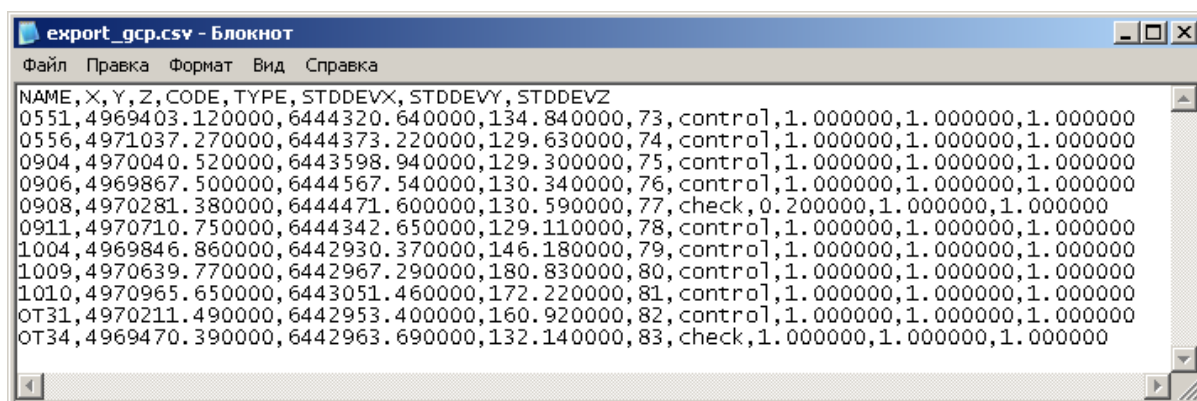 export_gcp.csv - Блокнот
Файл Правка Формат Вид Справка
NAME,X,Y,Z,CODE,TYPE,STDDEVX,STDDEVY,STDDEVZ
0551,4969403.120000,6444320.640000,134.840000,73,control,1.000000,1.000000,1.000000
0556,4971037.270000,6444373.220000,129.630000,74,control,1.000000,1.000000,1.000000
0904,4970040.520000,6443598.940000,129.300000,75,control,1.000000,1.000000,1.000000
0906,4969867.500000,6444567.540000,130.340000,76,control,1.000000,1.000000,1.000000
0908,4970281.380000,6444471.600000,130.590000,77,check,0.200000,1.000000,1.000000
0911,4970710.750000,6444342.650000,129.110000,78,control,1.000000,1.000000,1.000000
1004,4969846.860000,6442930.370000,146.180000,79,control,1.000000,1.000000,1.000000
1009,4970639.770000,6442967.290000,180.830000,80,control,1.000000,1.000000,1.000000
1010,4970965.650000,6443051.460000,172.220000,81,control,1.000000,1.000000,1.000000
от31,4970211.490000,6442953.400000,160.920000,82,control,1.000000,1.000000,1.000000
от34,4969470.390000,6442963.690000,132.140000,83,check,1.000000,1.000000,1.000000